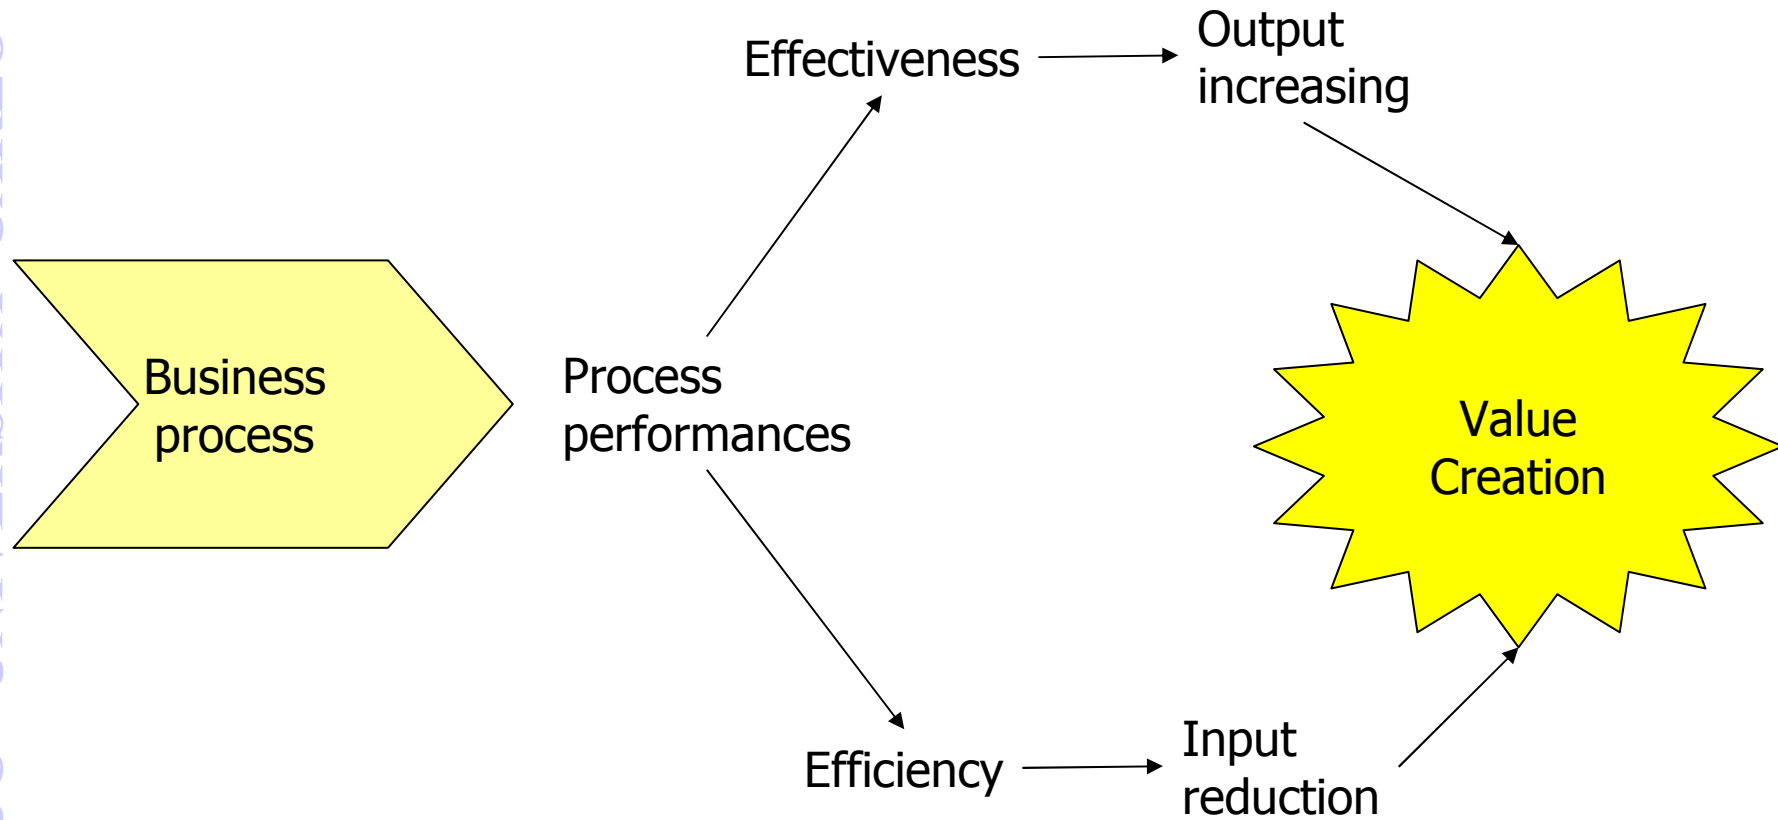 Effectiveness
Output
increasing
Business
process
Process
performances
Value
Creation
Efficiency
Input
reduction